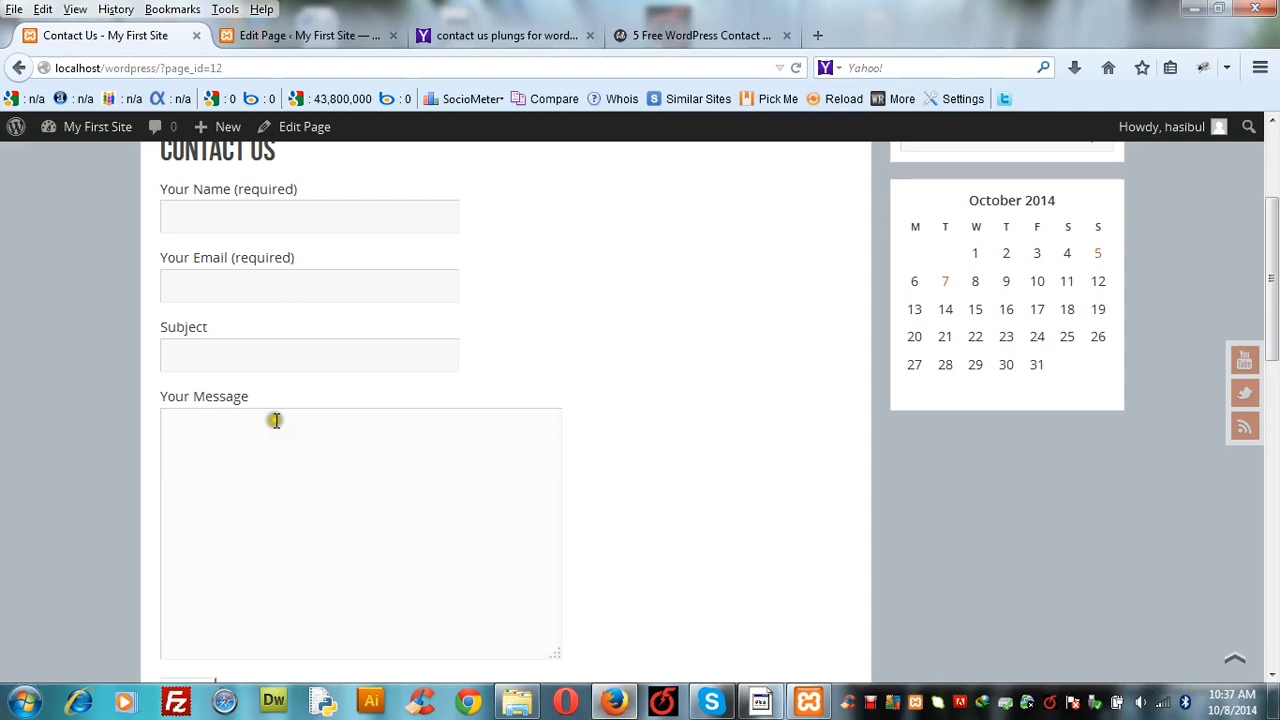 File Edit View History Bookmarks Tools Help
Contact Us - My First Site
Edit Page ‹ My First Site — ...
contact us plungs for word...
5 Free WordPress Contact ...
localhost/wordpress/?page_id=12
Yahoo!
: n/a : n/a : n/a : n/a : 0 : 0 : 43,800,000 : 0 SocioMeter Compare Whois Similar Sites Pick Me Reload More Settings
My First Site 0 New Edit Page Howdy, hasibul
CONTACT US
Your Name (required)
Your Email (required)
Subject
Your Message
October 2014
M T W T F S S
1 2 3 4 5
6 7 8 9 10 11 12
13 14 15 16 17 18 19
20 21 22 23 24 25 26
27 28 29 30 31
You Tube
Fz Dw Ai
10:37 AM
10/8/2014